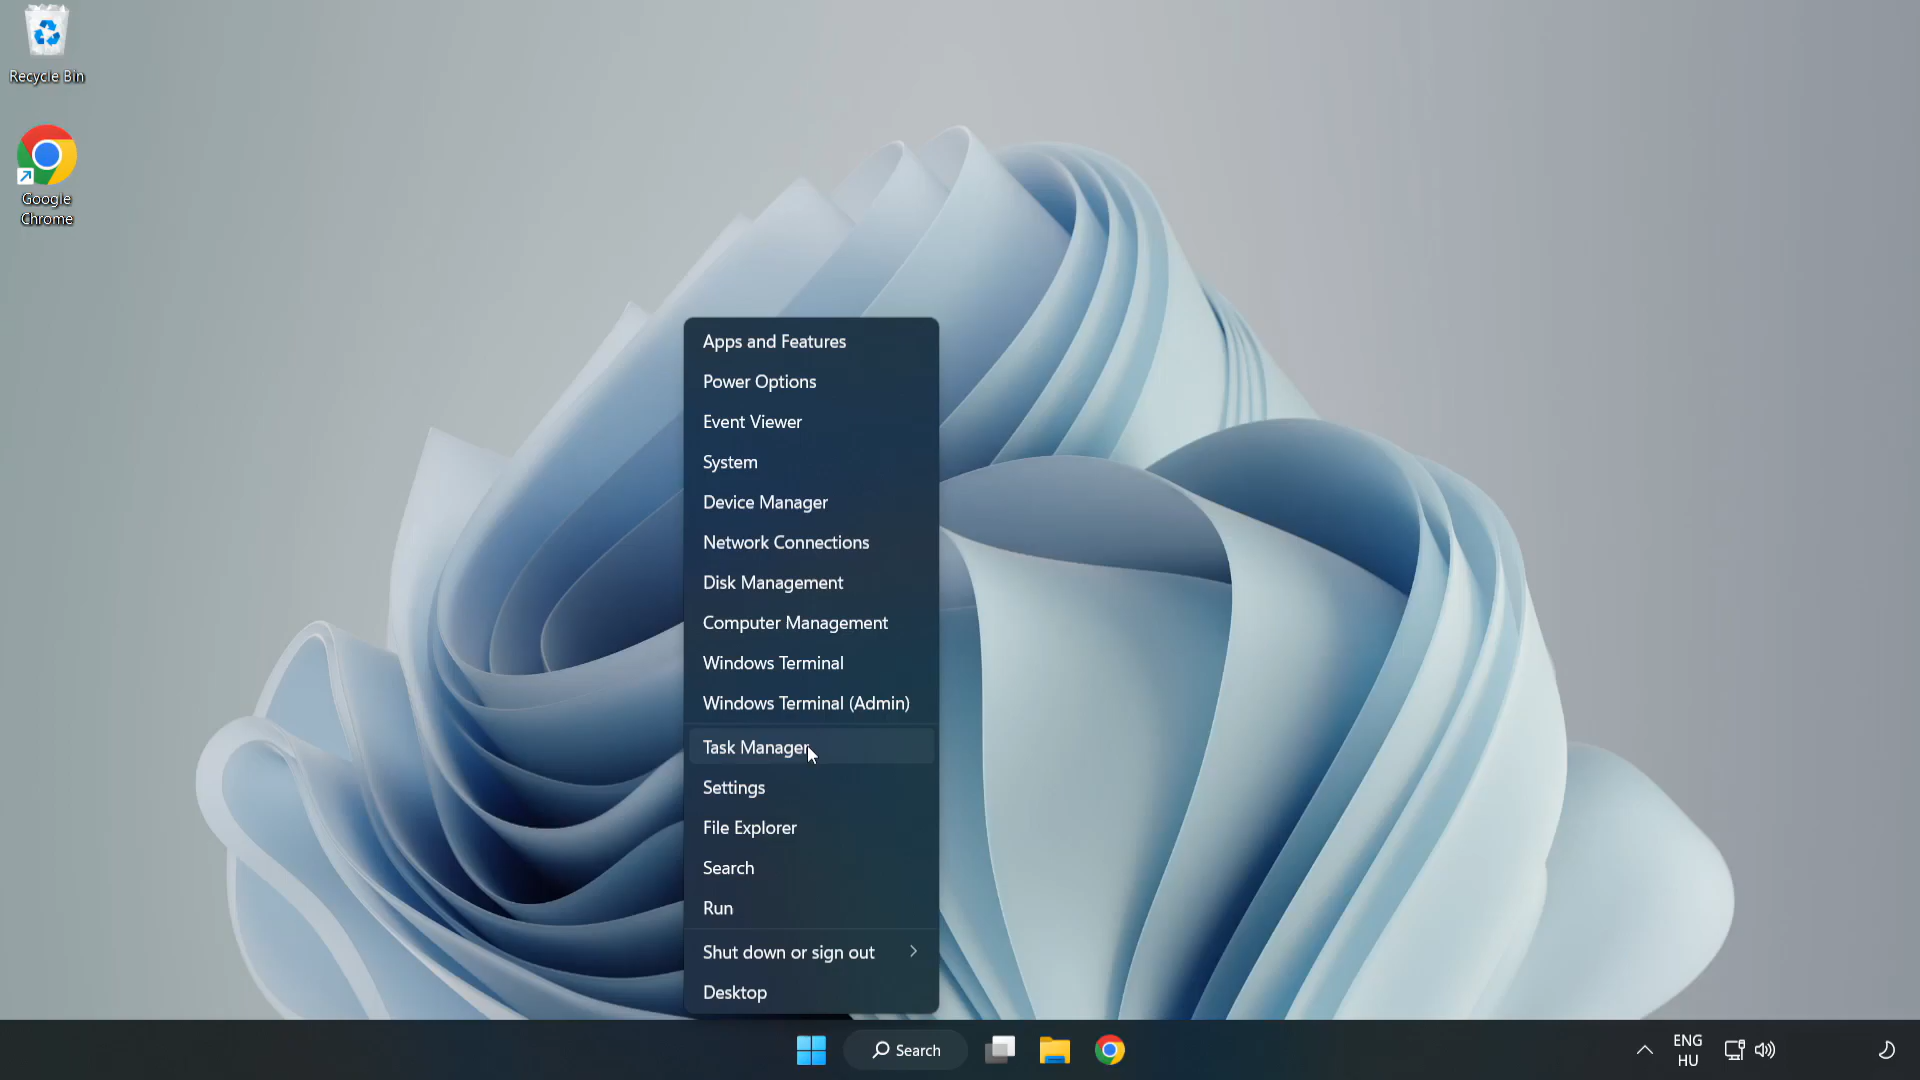 Recycle Bin
Google
Chrome
Apps and Features
Power Options
Event Viewer
System
Device Manager
Network Connections
Disk Management
Computer Management
Windows Terminal
Windows Terminal (Admin)
Task Manager
Settings
File Explorer
Search
Run
Shut down or sign out
Desktop
Search
ENG
HU